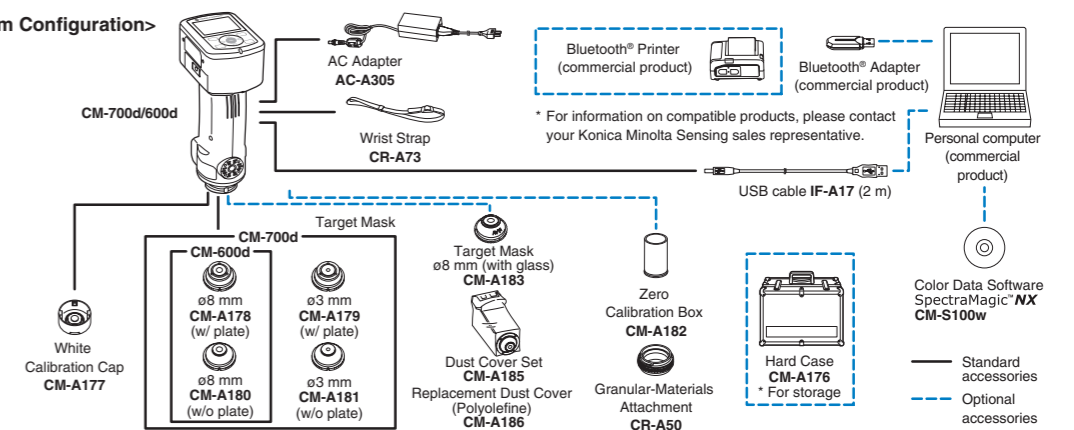 m Configuration>
CM-700d/600d
AC Adapter
AC-A305
Wrist Strap
CR-A73
Bluetooth® Printer
(commercial product)
* For information on compatible products, please contact
your Konica Minolta Sensing sales representative.
Bluetooth® Adapter
(commercial product)
Personal computer
(commercial
product)
USB cable IF-A17 (2 m)
Target Mask
CM-700d
CM-600d
ø8 mm
CM-A178
(w/ plate)
ø3 mm
CM-A179
(w/ plate)
ø8 mm
CM-A180
(w/o plate)
ø3 mm
CM-A181
(w/o plate)
White
Calibration Cap
CM-A177
Target Mask
ø8 mm (with glass)
CM-A183
Dust Cover Set
CM-A185
Replacement Dust Cover
(Polyolefine)
CM-A186
Zero
Calibration Box
CM-A182
Granular-Materials
Attachment
CR-A50
Hard Case
CM-A176
* For storage
Color Data Software
SpectraMagic™ NX
CM-S100w
Standard
accessories
Optional
accessories